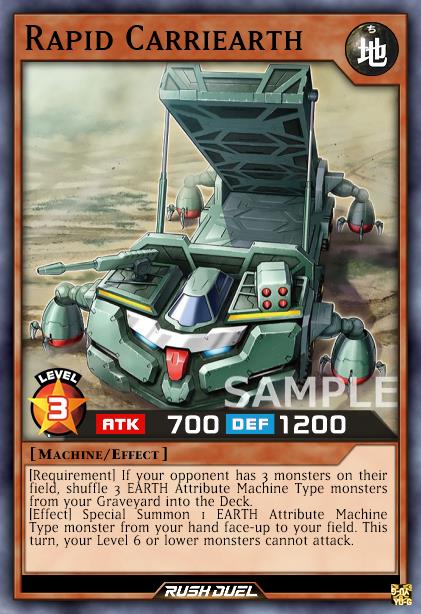 Rapid Carriearth
ち
地
SAMPLE
LEVEL
3
ATK 700 DEF 1200
[Machine/Effect]
[Requirement] If your opponent has 3 monsters on their
field, shuffle 3 EARTH Attribute Machine Type monsters
from your Graveyard into the Deck.
[Effect] Special Summon 1 EARTH Attribute Machine
Type monster from your hand face-up to your field. This
turn, your Level 6 or lower monsters cannot attack.
RUSH DUEL